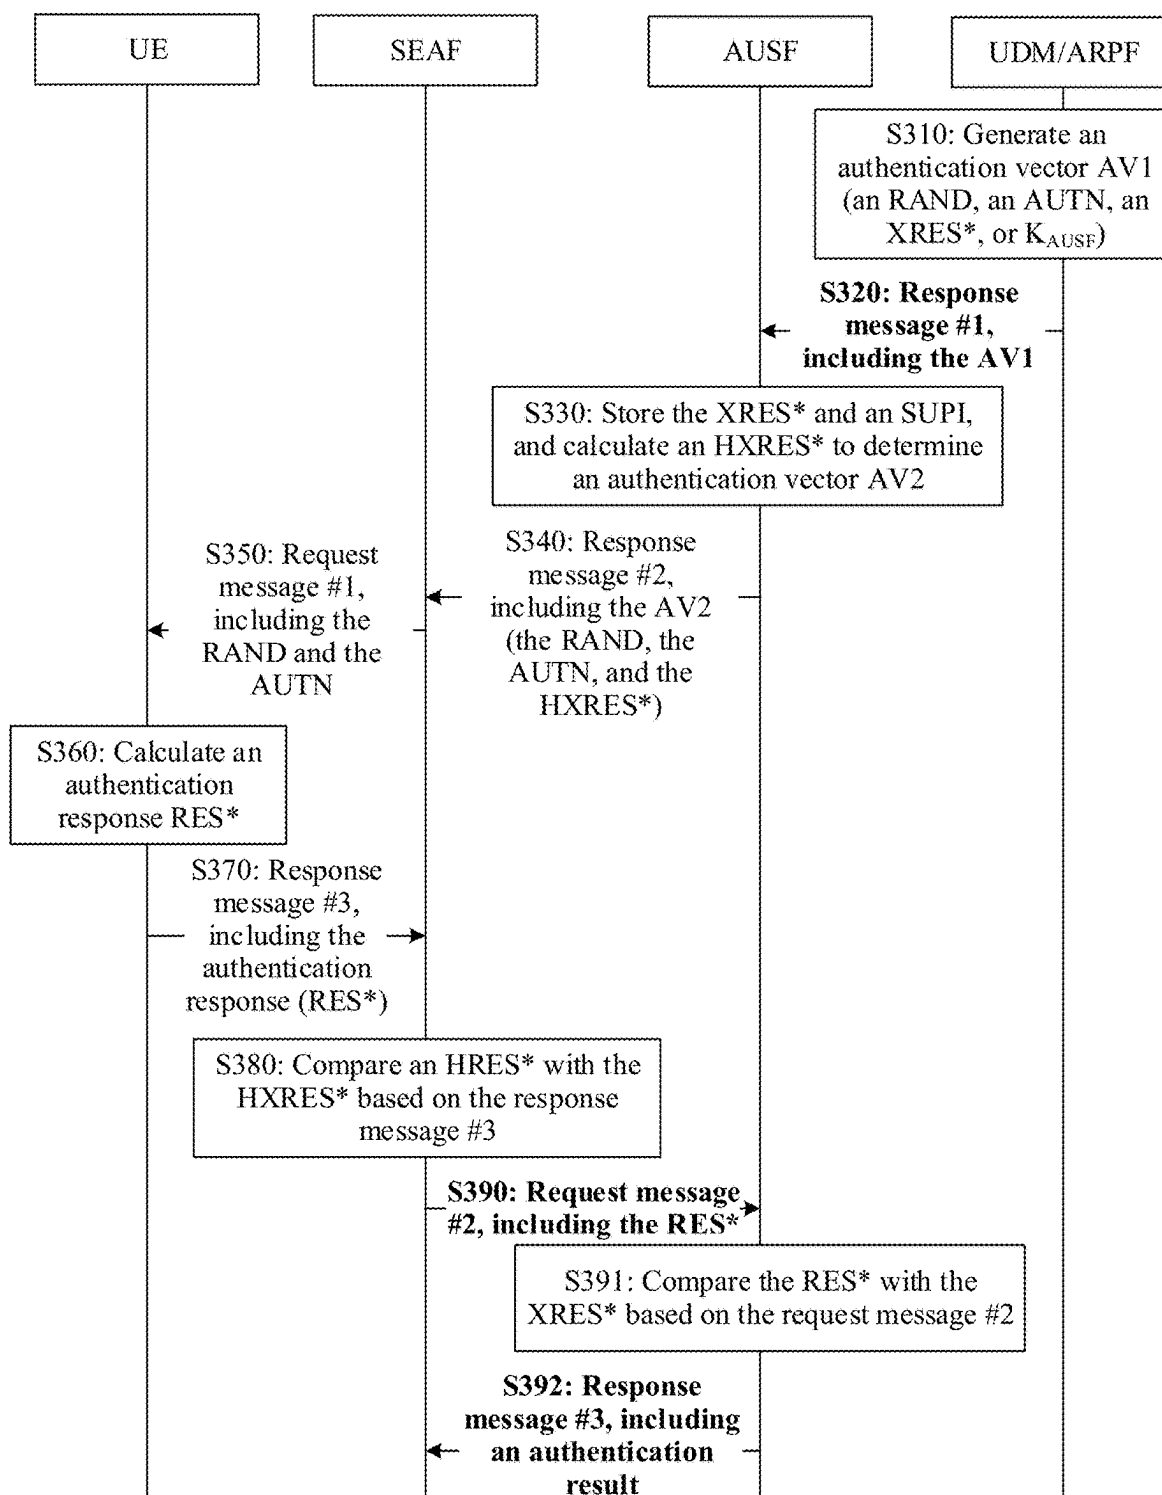 UE
SEAF
AUSF
UDM/ARPF
S310: Generate an
authentication vector AV1
(an RAND, an AUTN, an
XRES*, or KAUSF)
S320: Response
message #1,
including the AV1
S330: Store the XRES* and an SUPI,
and calculate an HXRES* to determine
an authentication vector AV2
S340: Response
message #2,
including the AV2
(the RAND, the
AUTN, and the
HXRES*)
S350: Request
message #1,
including the
RAND and the
AUTN
S360: Calculate an
authentication
response RES*
S370: Response
message #3,
including the
authentication
response (RES*)
S380: Compare an HRES* with the
HXRES* based on the response
message #3
S390: Request message
#2, including the RES*
S391: Compare the RES* with the
XRES* based on the request message #2
S392: Response
message #3, including
an authentication
result